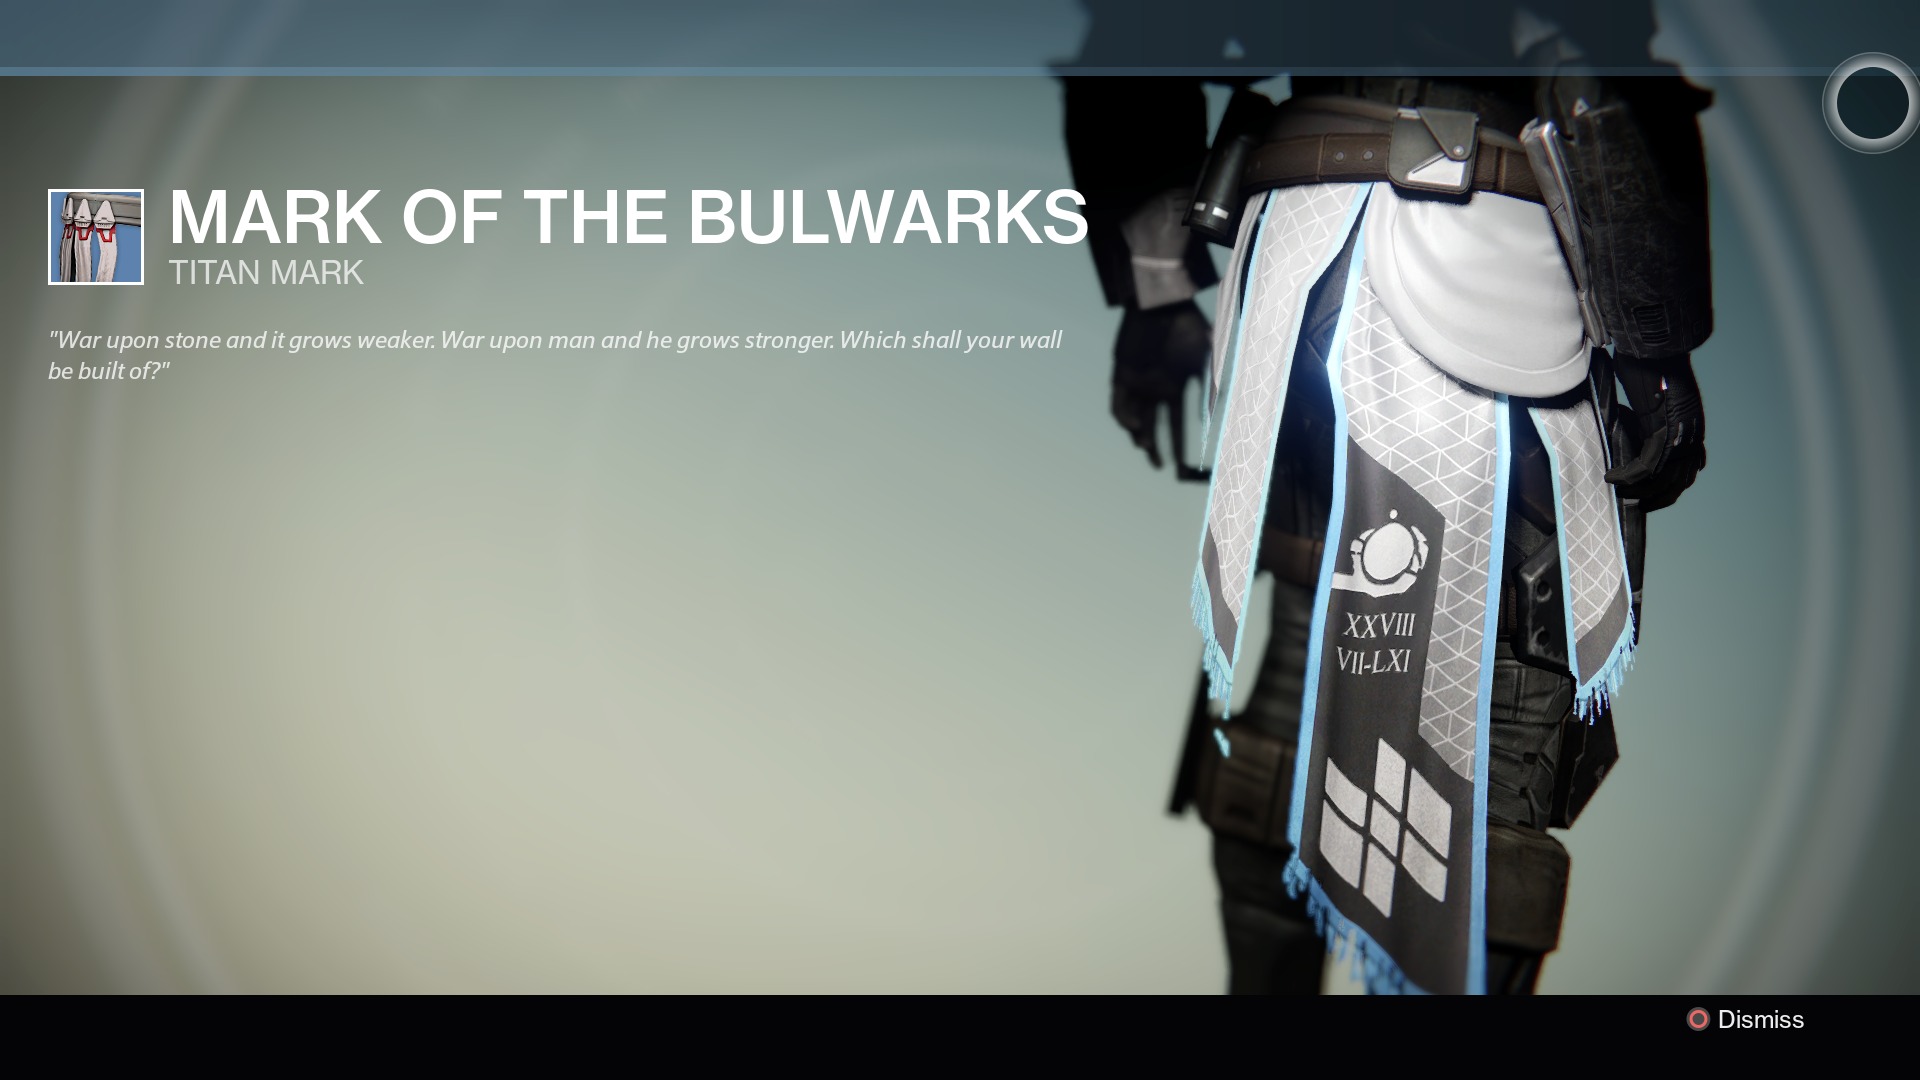 MARK OF THE BULWARKS
TITAN MARK
"War upon stone and it grows weaker. War upon man and he grows stronger. Which shall your wall
be built of?"
XXVIII
VII-LXI
Dismiss